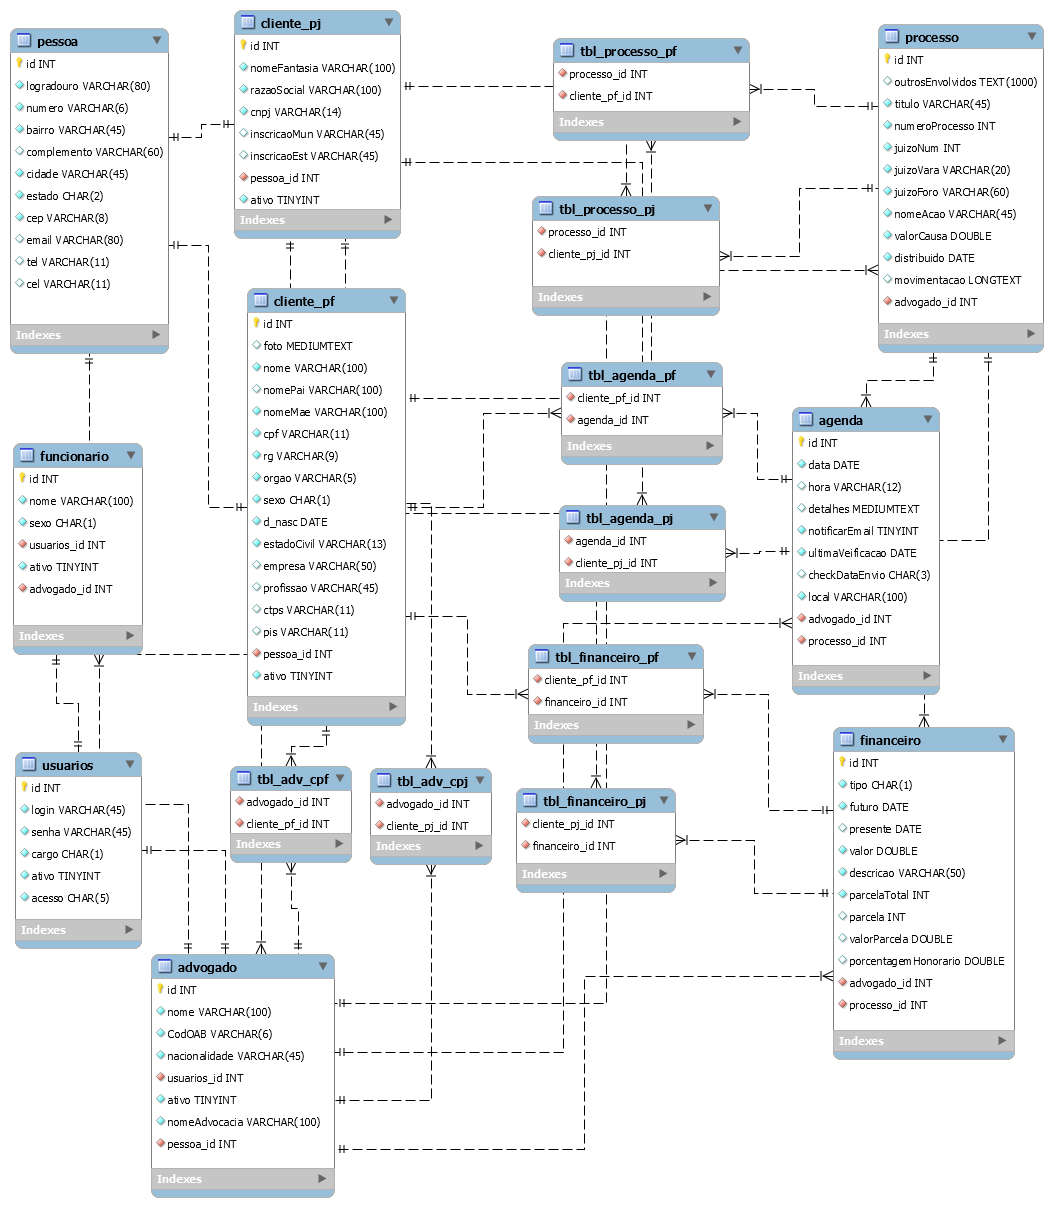 pessoa
id INT
logradouro VARCHAR(80)
numero VARCHAR(6)
bairro VARCHAR(45)
complemento VARCHAR(60)
cidade VARCHAR(45)
estado CHAR(2)
cep VARCHAR(8)
email VARCHAR(80)
tel VARCHAR(11)
cel VARCHAR(11)
Indexes
cliente_pj
id INT
nomeFantasia VARCHAR(100)
razaoSocial VARCHAR(100)
cnpj VARCHAR(14)
inscricaoMun VARCHAR(45)
inscricaoEst VARCHAR(45)
pessoa_id INT
ativo TINYINT
Indexes
tbl_processo_pf
processo_id INT
cliente_pf_id INT
Indexes
processo
id INT
outrosEnvolvidos TEXT(1000)
titulo VARCHAR(45)
numeroProcesso INT
juizoNum INT
juizoVara VARCHAR(20)
juizoForo VARCHAR(60)
nomeAcao VARCHAR(45)
valorCausa DOUBLE
distribuido DATE
movimentacao LONGTEXT
advogado_id INT
Indexes
tbl_processo_pj
processo_id INT
cliente_pj_id INT
Indexes
cliente_pf
id INT
foto MEDIUMTEXT
nome VARCHAR(100)
nomePai VARCHAR(100)
nomeMae VARCHAR(100)
cpf VARCHAR(11)
rg VARCHAR(9)
orgao VARCHAR(5)
sexo CHAR(1)
d_nasc DATE
estadoCivil VARCHAR(13)
empresa VARCHAR(50)
profissao VARCHAR(45)
ctps VARCHAR(11)
pis VARCHAR(11)
pessoa_id INT
ativo TINYINT
Indexes
tbl_agenda_pf
cliente_pf_id INT
agenda_id INT
Indexes
agenda
id INT
data DATE
hora VARCHAR(12)
detalhes MEDIUMTEXT
notificarEmail TINYINT
ultimaVeificacao DATE
checkDataEnvio CHAR(3)
local VARCHAR(100)
advogado_id INT
processo_id INT
Indexes
funcionario
id INT
nome VARCHAR(100)
sexo CHAR(1)
usuarios_id INT
ativo TINYINT
advogado_id INT
Indexes
tbl_agenda_pj
agenda_id INT
cliente_pj_id INT
Indexes
tbl_financeiro_pf
cliente_pf_id INT
financeiro_id INT
Indexes
financeiro
id INT
tipo CHAR(1)
futuro DATE
presente DATE
valor DOUBLE
descricao VARCHAR(50)
parcelaTotal INT
parcela INT
valorParcela DOUBLE
porcentagemHonorario DOUBLE
advogado_id INT
processo_id INT
Indexes
usuarios
id INT
login VARCHAR(45)
senha VARCHAR(45)
cargo CHAR(1)
ativo TINYINT
acesso CHAR(5)
Indexes
tbl_adv_cpf
advogado_id INT
cliente_pf_id INT
Indexes
tbl_adv_cpj
advogado_id INT
cliente_pj_id INT
Indexes
tbl_financeiro_pj
cliente_pj_id INT
financeiro_id INT
Indexes
advogado
id INT
nome VARCHAR(100)
CodOAB VARCHAR(6)
nacionalidade VARCHAR(45)
usuarios_id INT
ativo TINYINT
nomeAdvocacia VARCHAR(100)
pessoa_id INT
Indexes